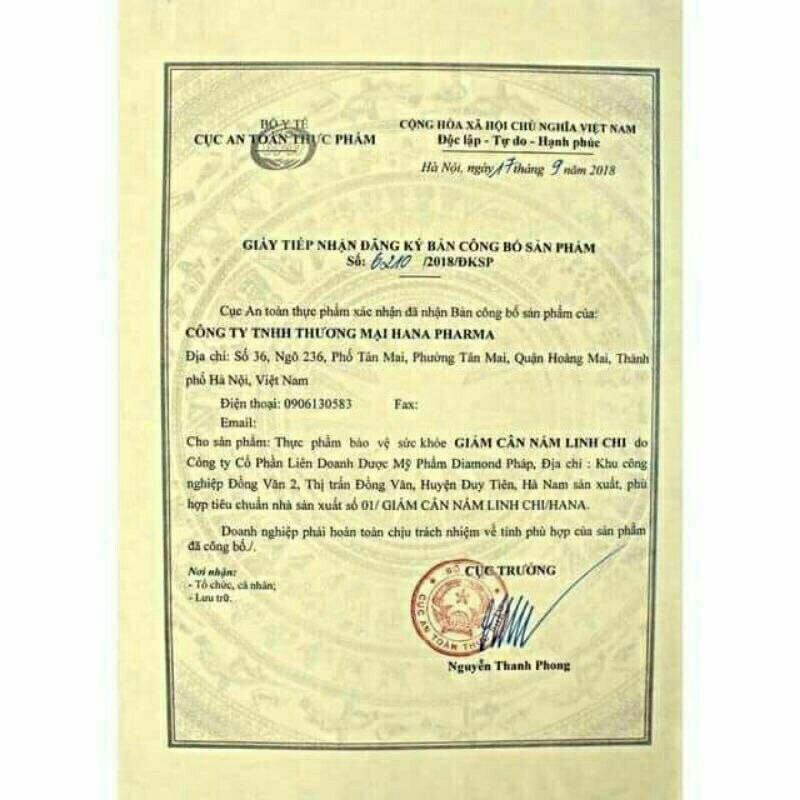 BỘ Y TẾ
CỤC AN TOÀN THỰC PHẨM
CỘNG HÒA XÃ HỘI CHỦ NGHĨA VIỆT NAM
Độc lập - Tự do - Hạnh phúc
Hà Nội, ngày 17 tháng 9 năm 2018
GIẤY TIẾP NHẬN ĐĂNG KÝ BẢN CÔNG BỐ SẢN PHẨM
Số: 6210 /2018/ĐKSP
Cục An toàn thực phẩm xác nhận đã nhận Bản công bố sản phẩm của:
CÔNG TY TNHH THƯƠNG MẠI HANA PHARMA
Địa chỉ: Số 36, Ngõ 236, Phố Tân Mai, Phường Tân Mai, Quận Hoàng Mai, Thành
phố Hà Nội, Việt Nam
Điện thoại: 0906130583 Fax:
Email:
Cho sản phẩm: Thực phẩm bảo vệ sức khỏe GIẢM CÂN NẤM LINH CHI do
Công ty Cổ Phần Liên Doanh Dược Mỹ Phẩm Diamond Pháp, Địa chỉ : Khu công
nghiệp Đồng Văn 2, Thị trấn Đồng Văn, Huyện Duy Tiên, Hà Nam sản xuất, phù
hợp tiêu chuẩn nhà sản xuất số 01/ GIẢM CÂN NẤM LINH CHI/HANA.
Doanh nghiệp phải hoàn toàn chịu trách nhiệm về tính phù hợp của sản phẩm
đã công bố./.
Nơi nhận:
- Tổ chức, cá nhân;
- Lưu trữ.
CỤC TRƯỞNG
BỘ
CỤC AN TOÀN THỰC
Nguyễn Thanh Phong